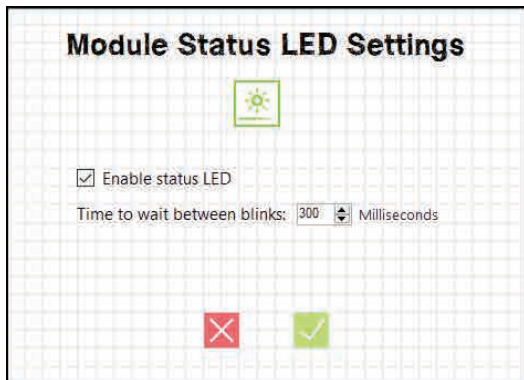 Module Status LED Settings
Enable status LED
Time to wait between blinks: 300 Milliseconds